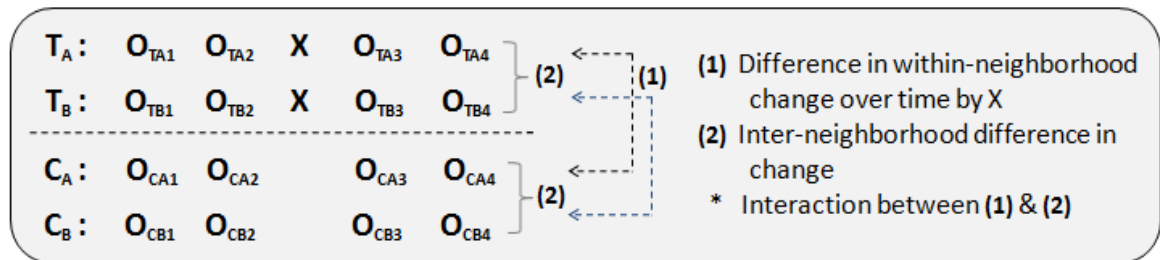 T_A : O_TA1 O_TA2 X O_TA3 O_TA4
T_B : O_TB1 O_TB2 X O_TB3 O_TB4
(2)
(1)
C_A : O_CA1 O_CA2 O_CA3 O_CA4
C_B : O_CB1 O_CB2 O_CB3 O_CB4
(2)
(1) Difference in within-neighborhood
change over time by X
(2) Inter-neighborhood difference in
change
* Interaction between (1) & (2)